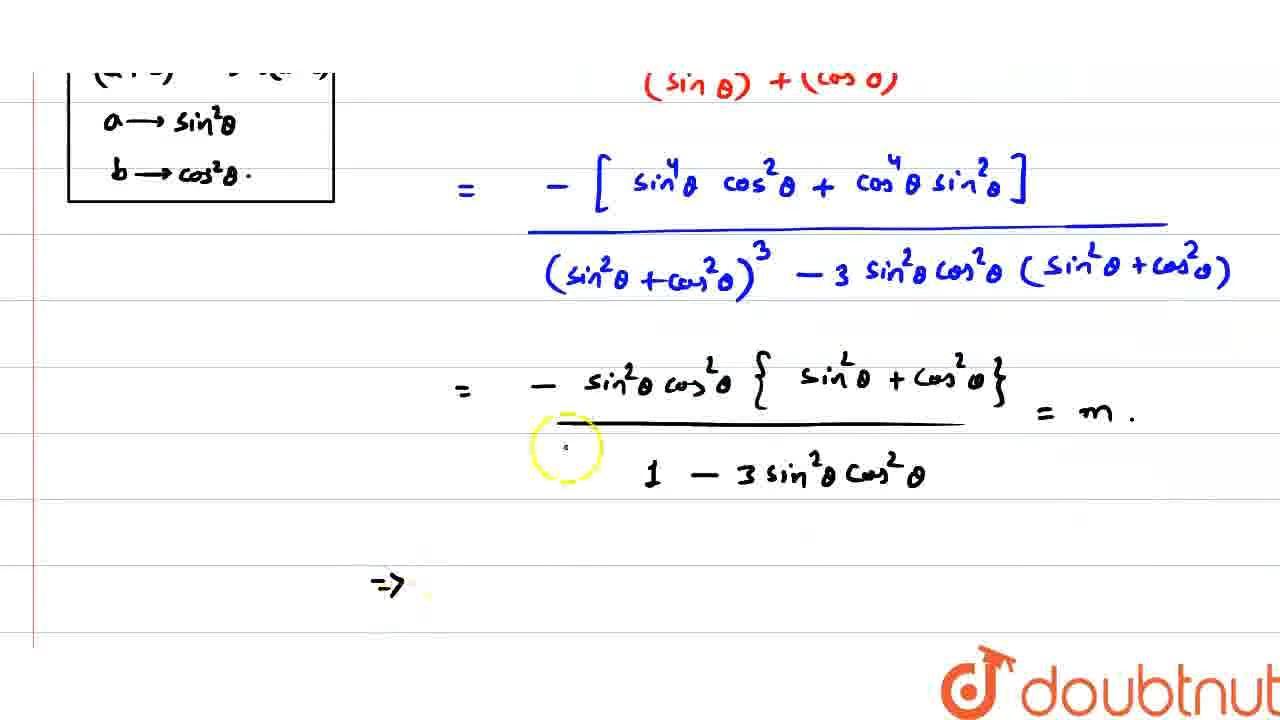 (sin θ) + (cos θ)
a → sin²θ
b → cos²θ.
= - [ sin⁴θ cos²θ + cos⁴θ sin²θ ]
(sin²θ + cos²θ)³ - 3 sin²θ cos²θ (sin²θ + cos²θ)
= - sin²θ cos²θ { sin²θ + cos²θ } = m.
1 - 3 sin²θ cos²θ
⇒
doubtnut